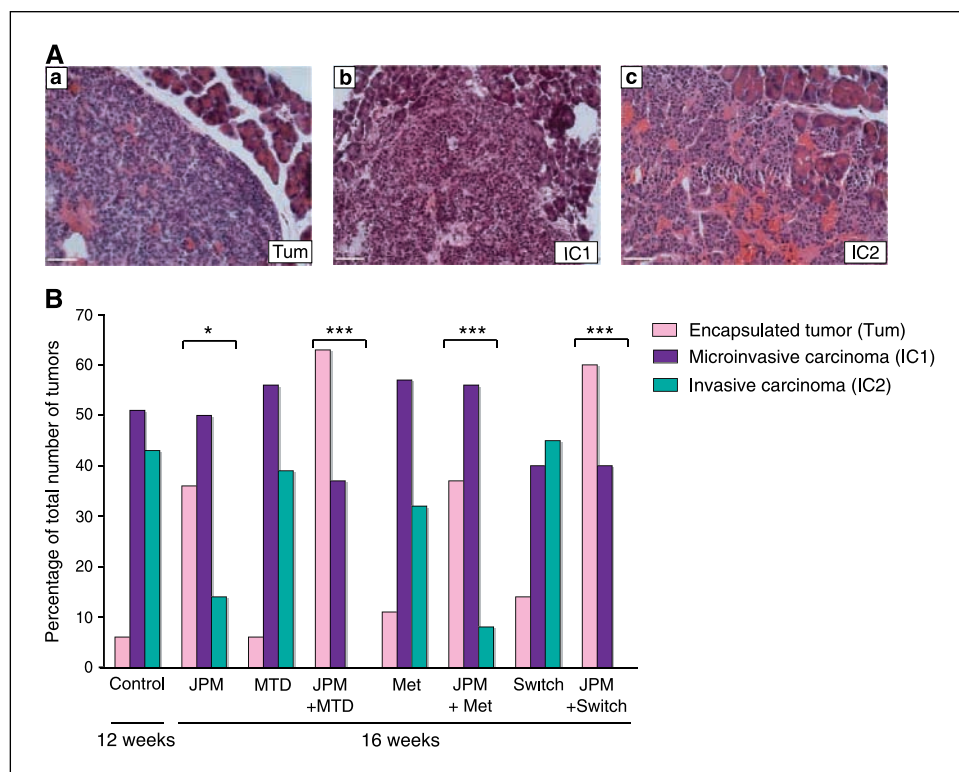 A
a
b
c
Tum
IC1
IC2
B
Percentage of total number of tumors
70
60
50
40
30
20
10
0
*
***
***
***
Encapsulated tumor (Tum)
Microinvasive carcinoma (IC1)
Invasive carcinoma (IC2)
Control JPM MTD JPM Met JPM Switch JPM
+MTD + Met +Switch
12 weeks 16 weeks